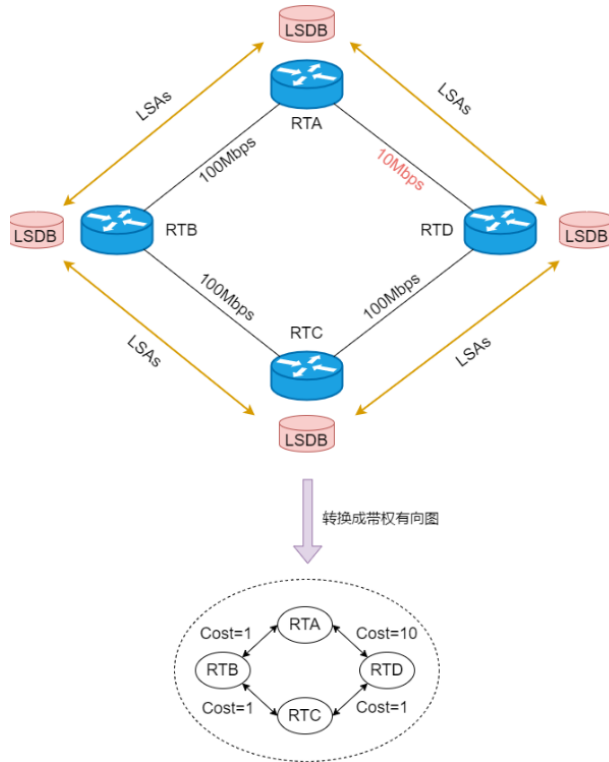 LSDB
LSAs
LSAs
RTA
100Mbps
10Mbps
LSDB
RTB
RTD
LSDB
100Mbps
100Mbps
RTC
LSAs
LSAs
LSDB
转换成带权有向图
Cost=1
RTA
Cost=10
RTB
RTD
Cost=1
RTC
Cost=1